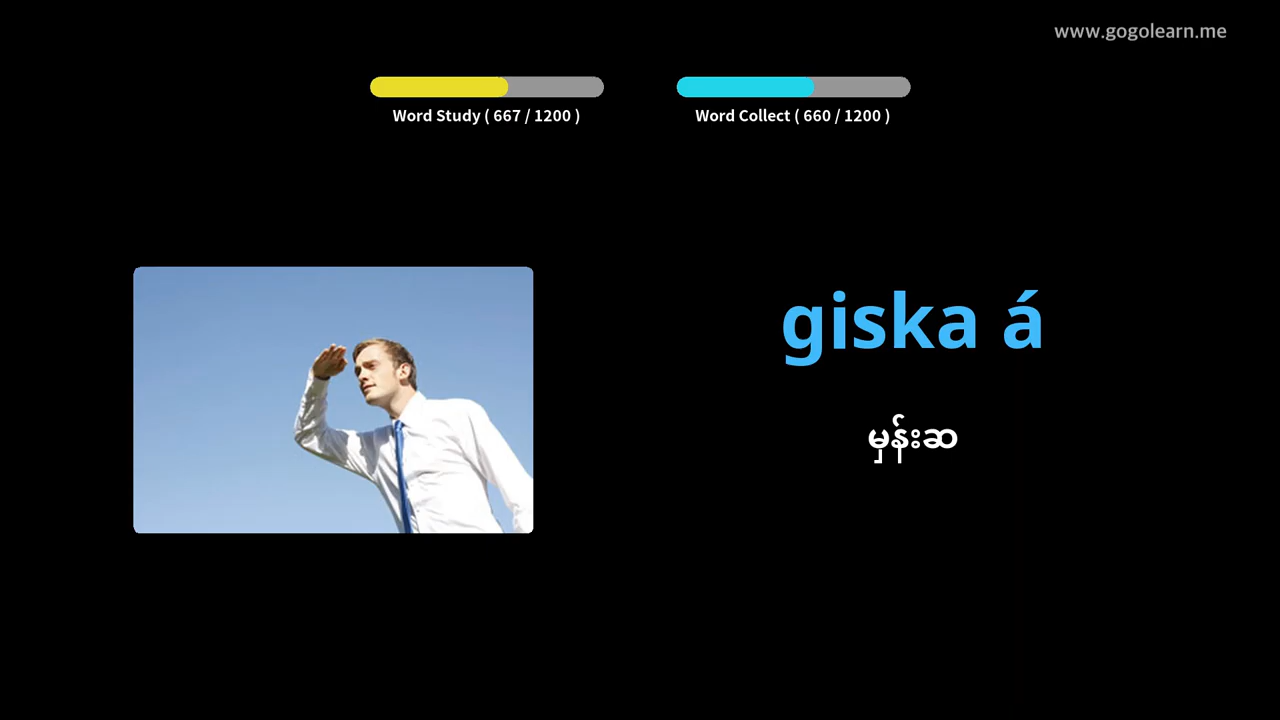 www.gogolearn.me
Word Study ( 667 / 1200 )
Word Collect ( 660 / 1200 )
giska á
မှန်းဆ